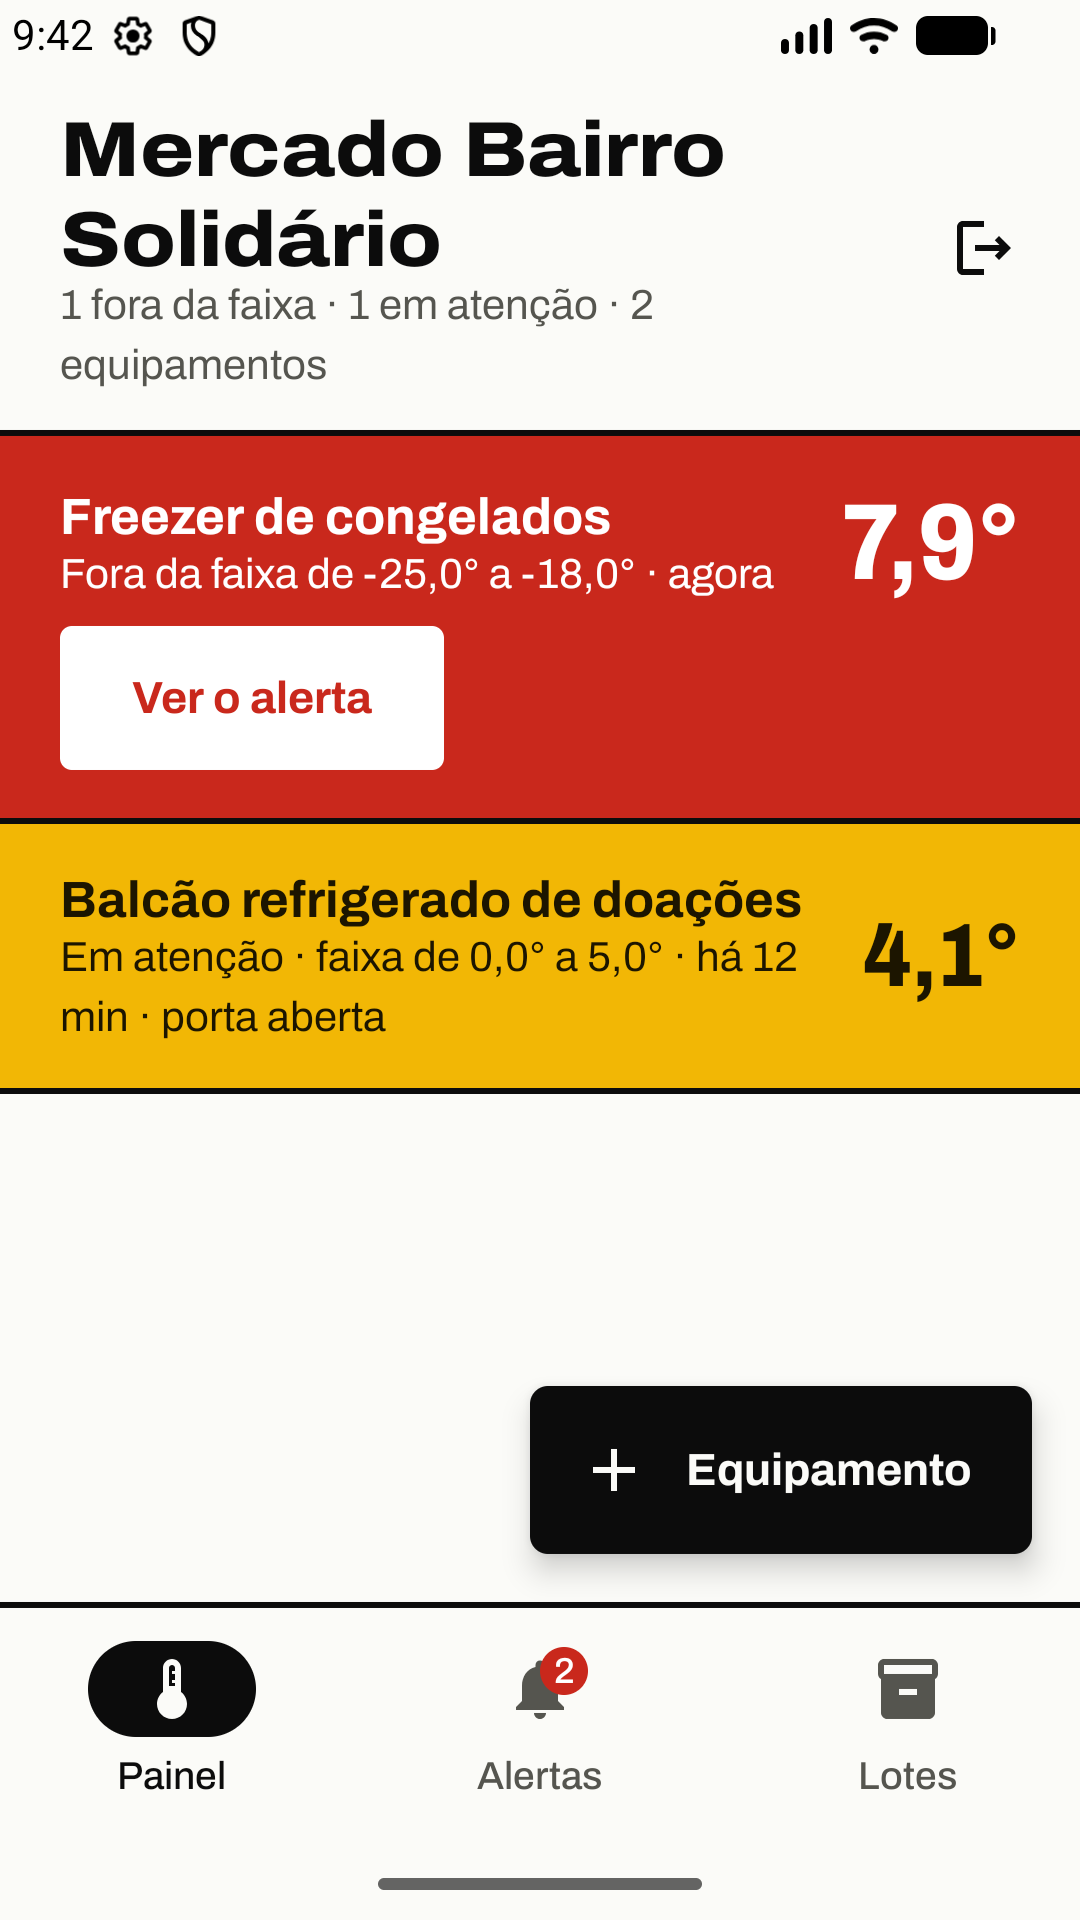 9:42
Mercado Bairro
Solidário
1 fora da faixa · 1 em atenção · 2
equipamentos
Freezer de congelados
7,9°
Fora da faixa de -25,0° a -18,0° · agora
Ver o alerta
Balcão refrigerado de doações
4,1°
Em atenção · faixa de 0,0° a 5,0° · há 12
min · porta aberta
Equipamento
2
Painel
Alertas
Lotes